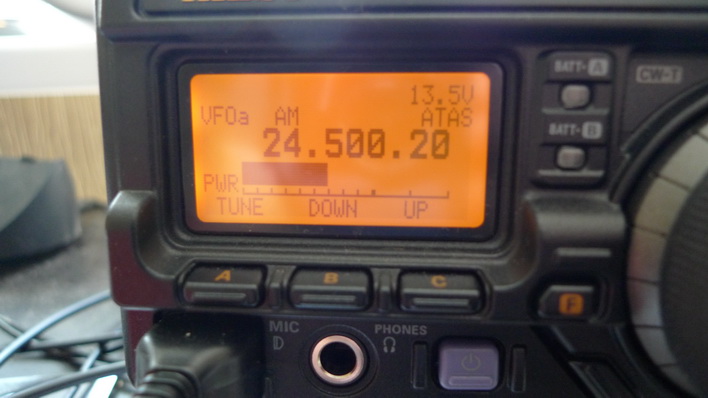 13.5V
VFOa AM ATAS
24.500.20
PWR
TUNE DOWN UP
BATT-A
BATT-B
CW-T
A B C F
MIC PHONES